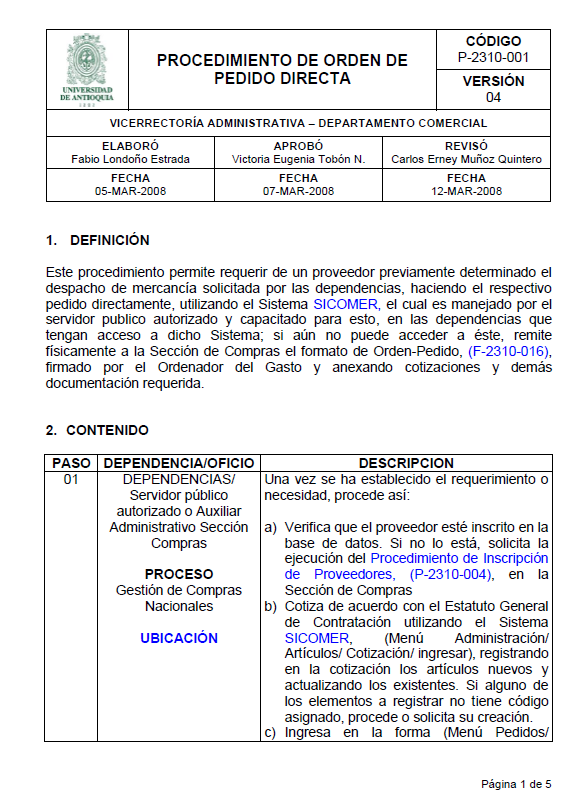 UNIVERSIDAD
DE ANTIOQUIA
1803
PROCEDIMIENTO DE ORDEN DE
PEDIDO DIRECTA
CÓDIGO
P-2310-001
VERSIÓN
04
VICERRECTORÍA ADMINISTRATIVA – DEPARTAMENTO COMERCIAL
ELABORÓ
Fabio Londoño Estrada
APROBÓ
Victoria Eugenia Tobón N.
REVISÓ
Carlos Erney Muñoz Quintero
FECHA
05-MAR-2008
FECHA
07-MAR-2008
FECHA
12-MAR-2008
1. DEFINICIÓN
Este procedimiento permite requerir de un proveedor previamente determinado el
despacho de mercancía solicitada por las dependencias, haciendo el respectivo
pedido directamente, utilizando el Sistema SICOMER, el cual es manejado por el
servidor publico autorizado y capacitado para esto, en las dependencias que
tengan acceso a dicho Sistema; si aún no puede acceder a éste, remite
físicamente a la Sección de Compras el formato de Orden-Pedido, (F-2310-016),
firmado por el Ordenador del Gasto y anexando cotizaciones y demás
documentación requerida.
2. CONTENIDO
PASO DEPENDENCIA/OFICIO DESCRIPCION
01
DEPENDENCIAS/
Servidor público
autorizado o Auxiliar
Administrativo Sección
Compras
PROCESO
Gestión de Compras
Nacionales
UBICACIÓN
Una vez se ha establecido el requerimiento o
necesidad, procede así:
a) Verifica que el proveedor esté inscrito en la
base de datos. Si no lo está, solicita la
ejecución del Procedimiento de Inscripción
de Proveedores, (P-2310-004), en la
Sección de Compras
b) Cotiza de acuerdo con el Estatuto General
de Contratación utilizando el Sistema
SICOMER, (Menú Administración/
Artículos/ Cotización/ ingresar), registrando
en la cotización los artículos nuevos y
actualizando los existentes. Si alguno de
los elementos a registrar no tiene código
asignado, procede o solicita su creación.
c) Ingresa en la forma (Menú Pedidos/
Página 1 de 5